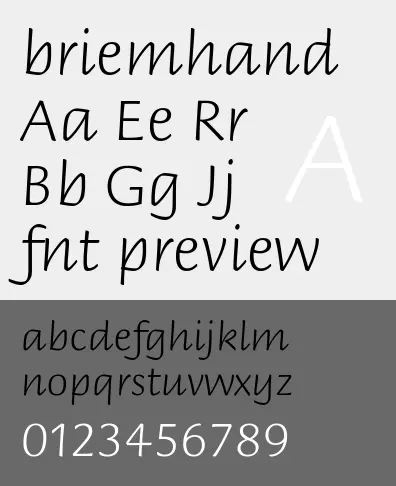 briemhand
Aa Ee Rr
A
Bb Gg Jj
fnt preview
abcdefghijklm
nopqrstuvwxyz
0123456789